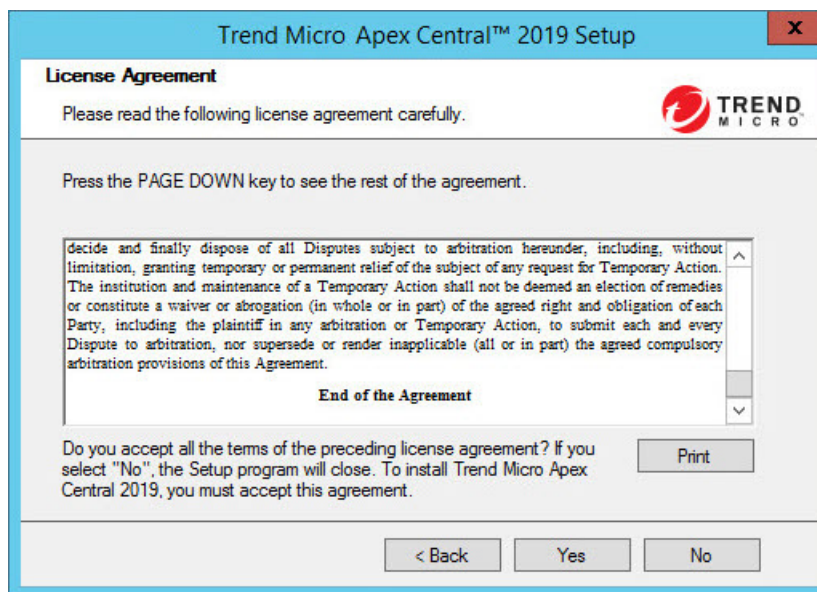 Trend Micro Apex Central™ 2019 Setup
x
License Agreement
Please read the following license agreement carefully.
TREND
MICRO™
Press the PAGE DOWN key to see the rest of the agreement.
decide and finally dispose of all Disputes subject to arbitration hereunder, including, without
limitation, granting temporary or permanent relief of the subject of any request for Temporary Action.
The institution and maintenance of a Temporary Action shall not be deemed an election of remedies
or constitute a waiver or abrogation (in whole or in part) of the agreed right and obligation of each
Party, including the plaintiff in any arbitration or Temporary Action, to submit each and every
Dispute to arbitration, nor supersede or render inapplicable (all or in part) the agreed compulsory
arbitration provisions of this Agreement.
End of the Agreement
Do you accept all the terms of the preceding license agreement? If you
select "No", the Setup program will close. To install Trend Micro Apex
Central 2019, you must accept this agreement.
Print
< Back
Yes
No